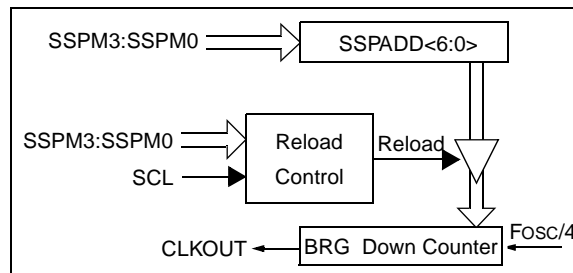 SSPM3:SSPM0
SSPADD<6:0>
SSPM3:SSPM0
SCL
Reload
Control
Reload
CLKOUT
BRG Down Counter
FOSC/4